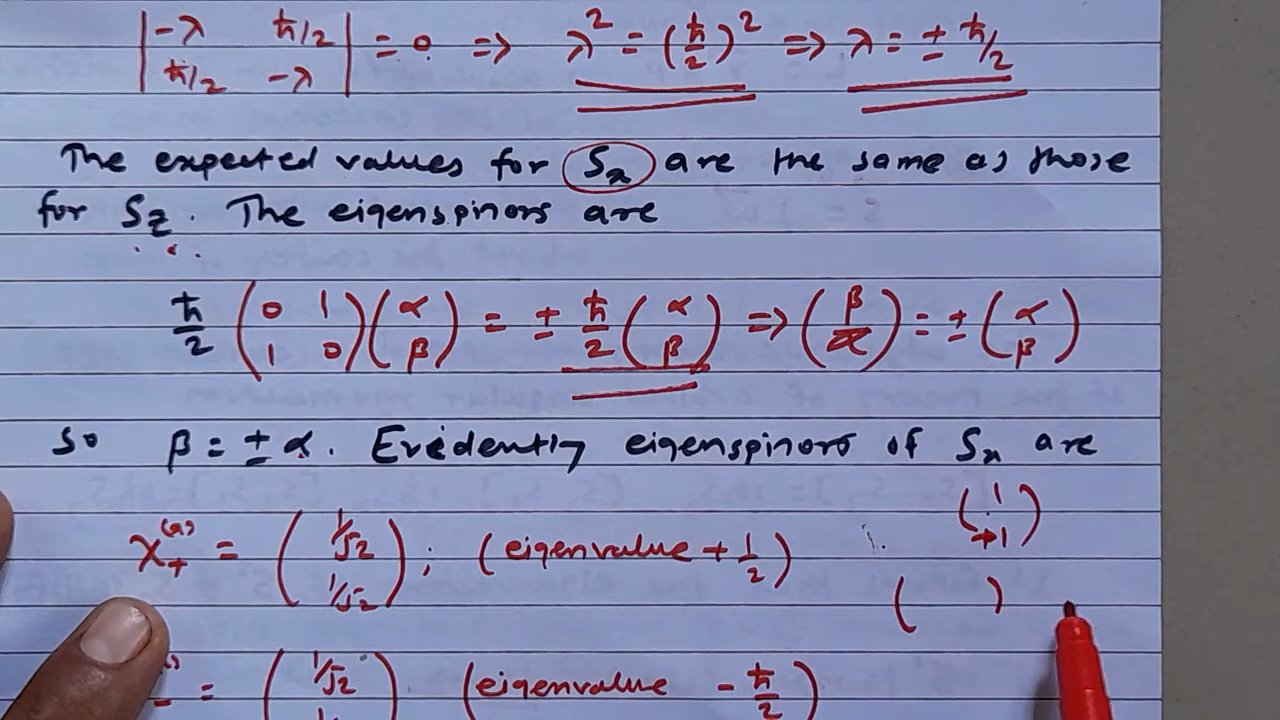 | -λ ħ/2 | = 0 => λ² = (ħ/2)² => λ = ± ħ/2
| ħ/2 -λ |
The expected values for Sx are the same as those
for Sz. The eigenspinors are
ħ/2 (0 1; 1 0) (α; β) = ± ħ/2 (α; β) => (β; α) = ± (α; β)
So β = ± α. Evedently eigenspinors of Sx are
χ₊⁽ˣ⁾ = (1/√2; 1/√2); (eigenvalue + 1/2)
(1; 1)
( )
= (1/√2 (eigenvalue - ħ/2)